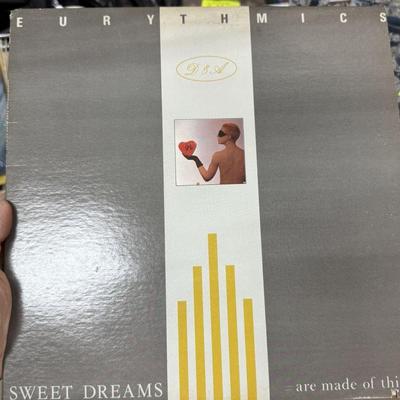 EURYTHMICS
D & A
SWEET DREAMS are made of thi